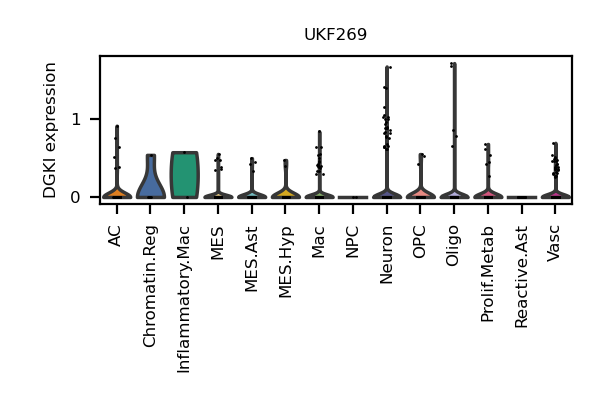 UKF269
DGKI expression
1
0
AC
Chromatin.Reg
Inflammatory.Mac
MES
MES.Ast
MES.Hyp
Mac
NPC
Neuron
OPC
Oligo
Prolif.Metab
Reactive.Ast
Vasc